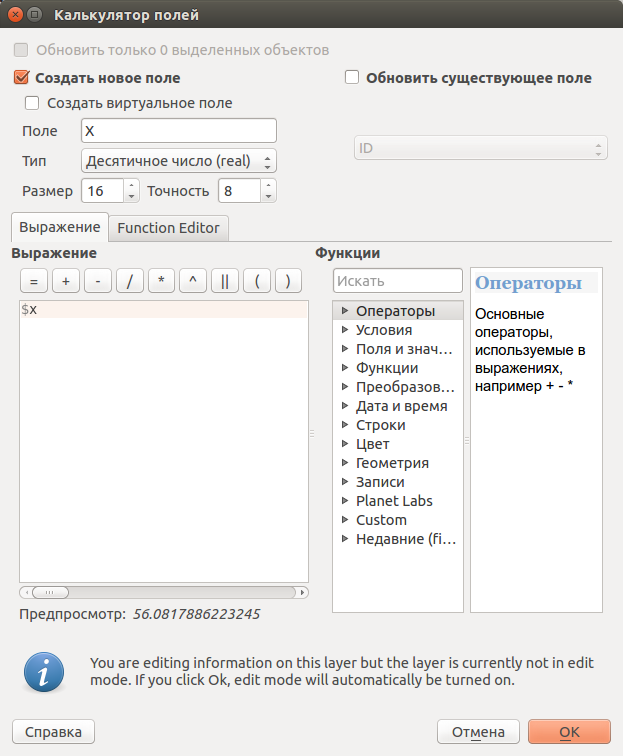 Калькулятор полей
Обновить только 0 выделенных объектов
Создать новое поле
Обновить существующее поле
Создать виртуальное поле
Поле X
ID
Тип Десятичное число (real)
Размер 16 Точность 8
Выражение Function Editor
Выражение
Функции
= + - / * ^ || ( )
Искать
$x
Операторы
Условия
Поля и знач...
Функции
Преобразов...
Дата и время
Строки
Цвет
Геометрия
Записи
Planet Labs
Custom
Недавние (fi...
Операторы
Основные
операторы,
используемые в
выражениях,
например + - *
Предпросмотр: 56.0817886223245
You are editing information on this layer but the layer is currently not in edit
mode. If you click Ok, edit mode will automatically be turned on.
Справка Отмена OK